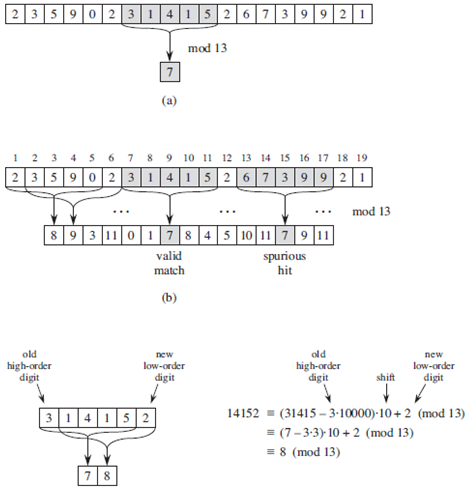 2 3 5 9 0 2 3 1 4 1 5 2 6 7 3 9 9 2 1
mod 13
7
(a)
1 2 3 4 5 6 7 8 9 10 11 12 13 14 15 16 17 18 19
2 3 5 9 0 2 3 1 4 1 5 2 6 7 3 9 9 2 1
... ... ... mod 13
8 9 3 11 0 1 7 8 4 5 10 11 7 9 11
valid
match
spurious
hit
(b)
old
high-order
digit
new
low-order
digit
3 1 4 1 5 2
7 8
old
high-order
digit
shift
new
low-order
digit
14152 ≡ (31415 – 3·10000)·10 + 2 (mod 13)
≡ (7 – 3·3)·10 + 2 (mod 13)
≡ 8 (mod 13)